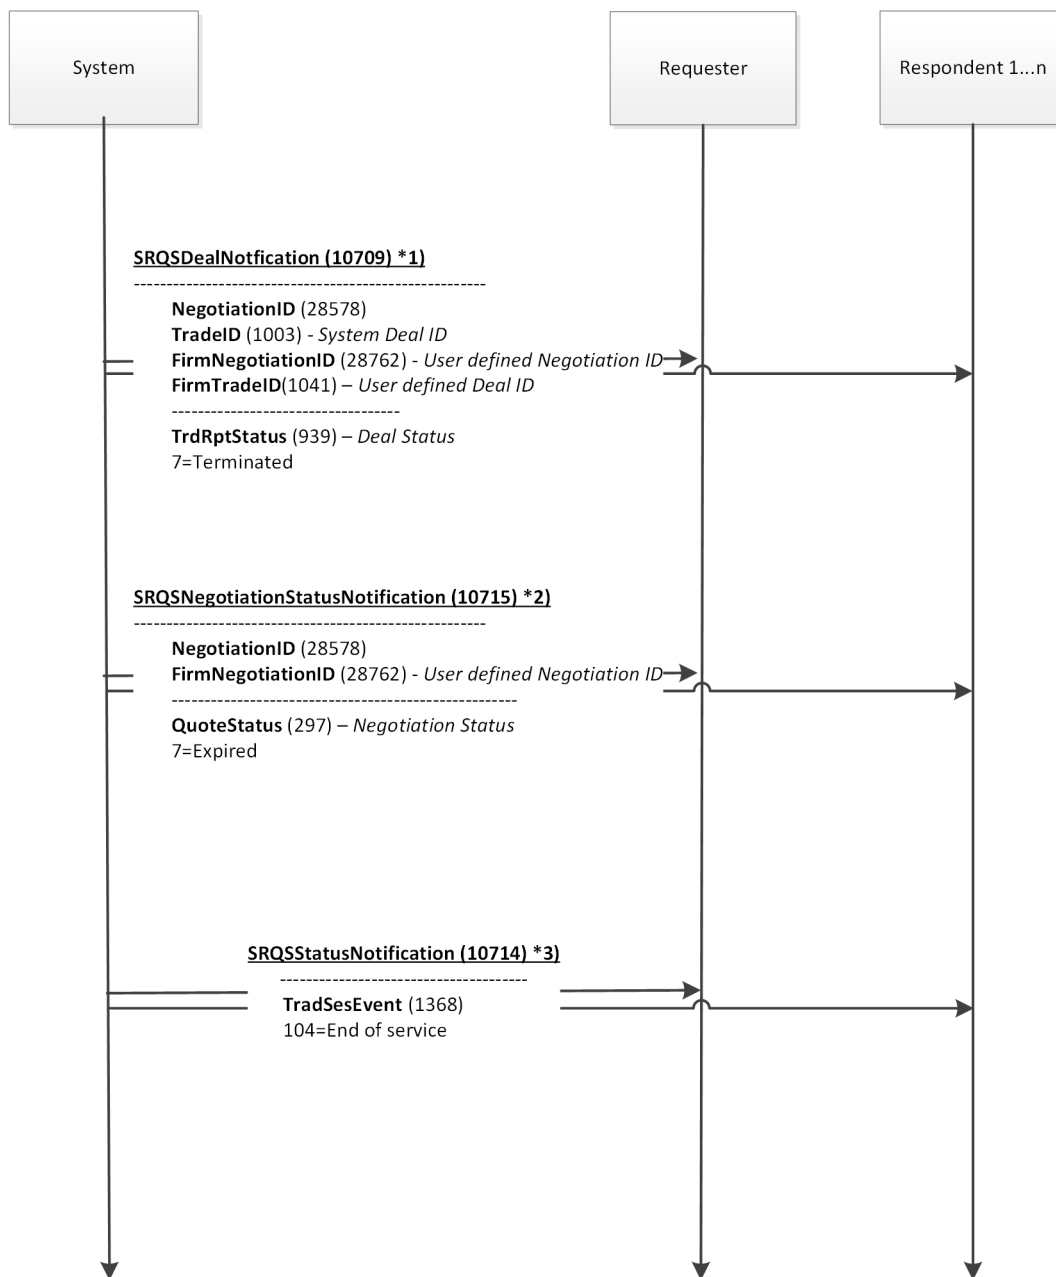 System
Requester
Respondent 1...n
SRQSDealNotfication (10709) *1)
-----------------------------------------------------
NegotiationID (28578)
TradeID (1003) - System Deal ID
FirmNegotiationID (28762) - User defined Negotiation ID
FirmTradeID(1041) – User defined Deal ID
-----------------------------------
TrdRptStatus (939) – Deal Status
7=Terminated
SRQSNegotiationStatusNotification (10715) *2)
-----------------------------------------------------
NegotiationID (28578)
FirmNegotiationID (28762) - User defined Negotiation ID
----------------------------------------------------
QuoteStatus (297) – Negotiation Status
7=Expired
SRQSStatusNotification (10714) *3)
-------------------------------------
TradSesEvent (1368)
104=End of service